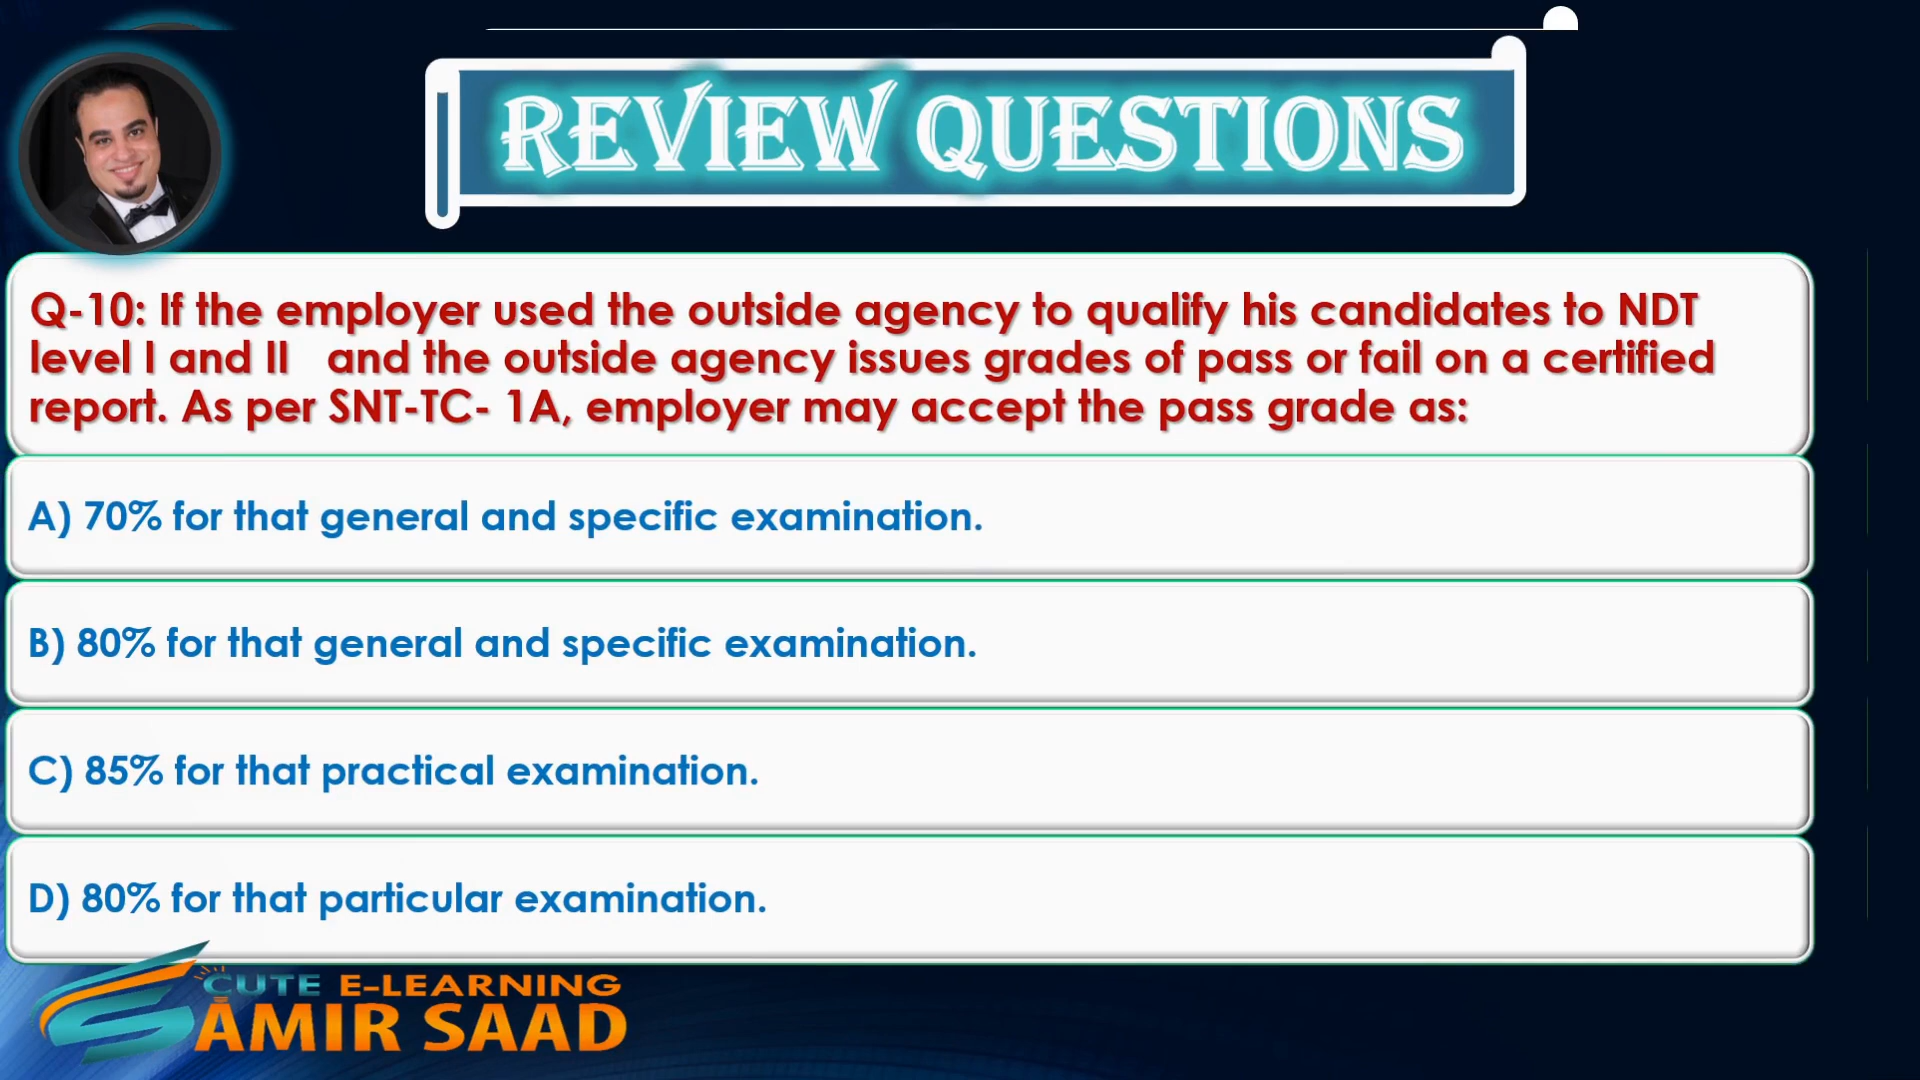 REVIEW QUESTIONS
Q-10: If the employer used the outside agency to qualify his candidates to NDT
level I and II   and the outside agency issues grades of pass or fail on a certified
report. As per SNT-TC- 1A, employer may accept the pass grade as:
A) 70% for that general and specific examination.
B) 80% for that general and specific examination.
C) 85% for that practical examination.
D) 80% for that particular examination.
CUTE E-LEARNING
AMIR SAAD